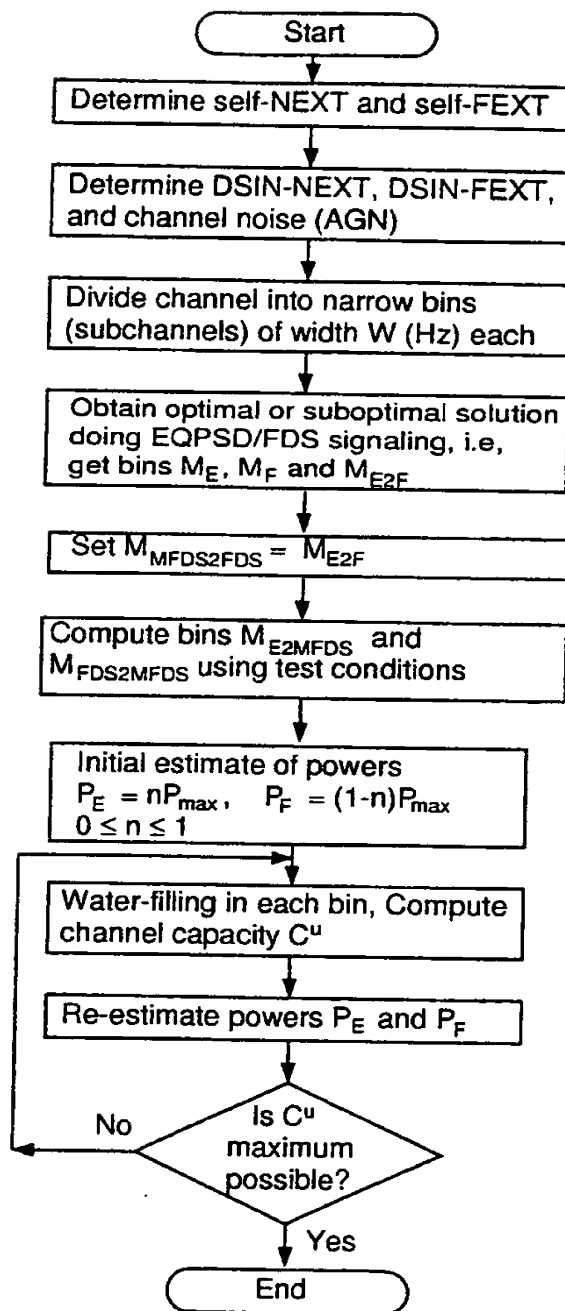 Start
Determine self-NEXT and self-FEXT
Determine DSIN-NEXT, DSIN-FEXT,
and channel noise (AGN)
Divide channel into narrow bins
(subchannels) of width W (Hz) each
Obtain optimal or suboptimal solution
doing EQPSD/FDS signaling, i.e,
get bins M_E, M_F and M_E2F
Set M_MFDS2FDS = M_E2F
Compute bins M_E2MFDS and
M_FDS2MFDS using test conditions
Initial estimate of powers
P_E = nP_max, P_F = (1-n)P_max
0 ≤ n ≤ 1
Water-filling in each bin, Compute
channel capacity C^u
Re-estimate powers P_E and P_F
No
Is C^u
maximum
possible?
Yes
End